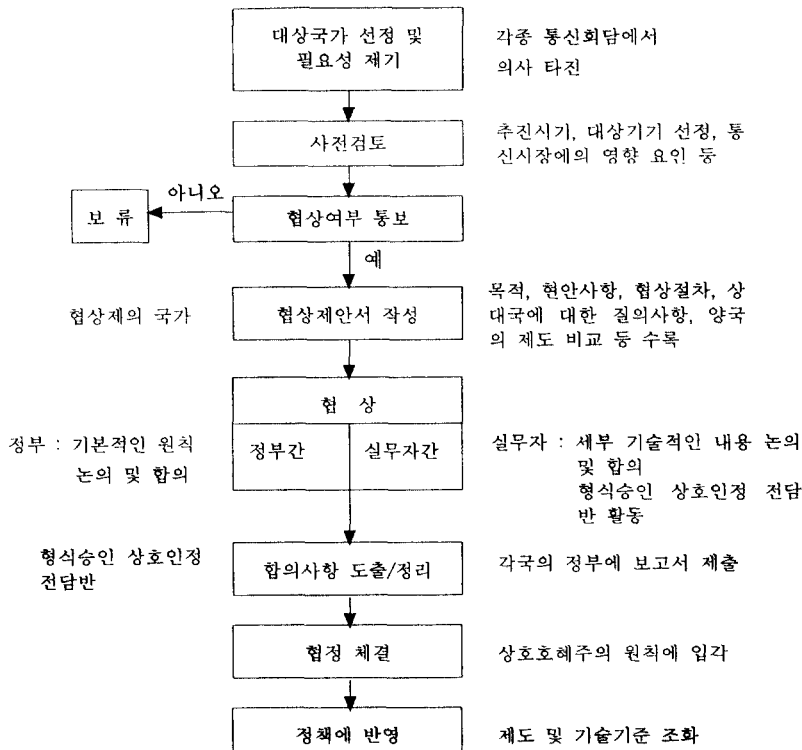 대상국가 선정 및
필요성 재기
각종 통신회담에서
의사 타진
사전검토
추진시기, 대상기기 선정, 통
신시장에의 영향 요인 등
아니오
보 류
협상여부 통보
예
협상제의 국가
협상제안서 작성
목적, 현안사항, 협상절차, 상
대국에 대한 질의사항, 양국
의 제도 비교 등 수록
협 상
정부 : 기본적인 원칙
논의 및 합의
정부간
실무자간
실무자 : 세부 기술적인 내용 논의
및 합의
형식승인 상호인정 전담
반 활동
형식승인 상호인정
전담반
합의사항 도출/정리
각국의 정부에 보고서 제출
협정 체결
상호호혜주의 원칙에 입각
정책에 반영
제도 및 기술기준 조화